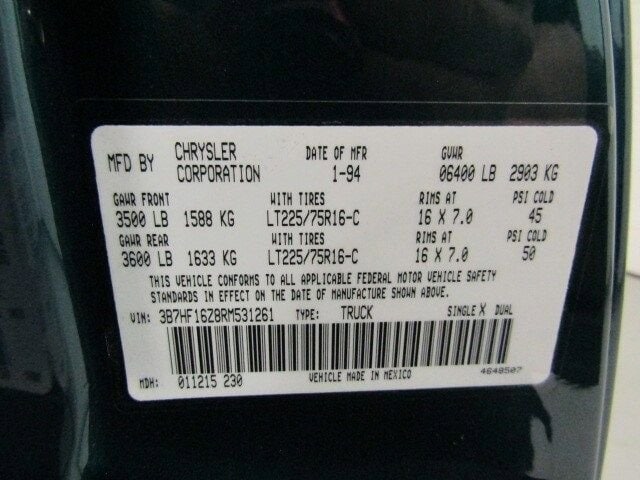 MFD BY CHRYSLER CORPORATION DATE OF MFR 1-94 GVWR 06400 LB 2903 KG
GAWR FRONT WITH TIRES RIMS AT PSI COLD
3500 LB 1588 KG LT225/75R16-C 16 X 7.0 45
GAWR REAR WITH TIRES RIMS AT PSI COLD
3600 LB 1633 KG LT225/75R16-C 16 X 7.0 50
THIS VEHICLE CONFORMS TO ALL APPLICABLE FEDERAL MOTOR VEHICLE SAFETY
STANDARDS IN EFFECT ON THE DATE OF MANUFACTURE SHOWN ABOVE.
VIN: 3B7HF16Z8RM531261 TYPE: TRUCK SINGLE X DUAL
MDH: 011215 230 VEHICLE MADE IN MEXICO 4648507